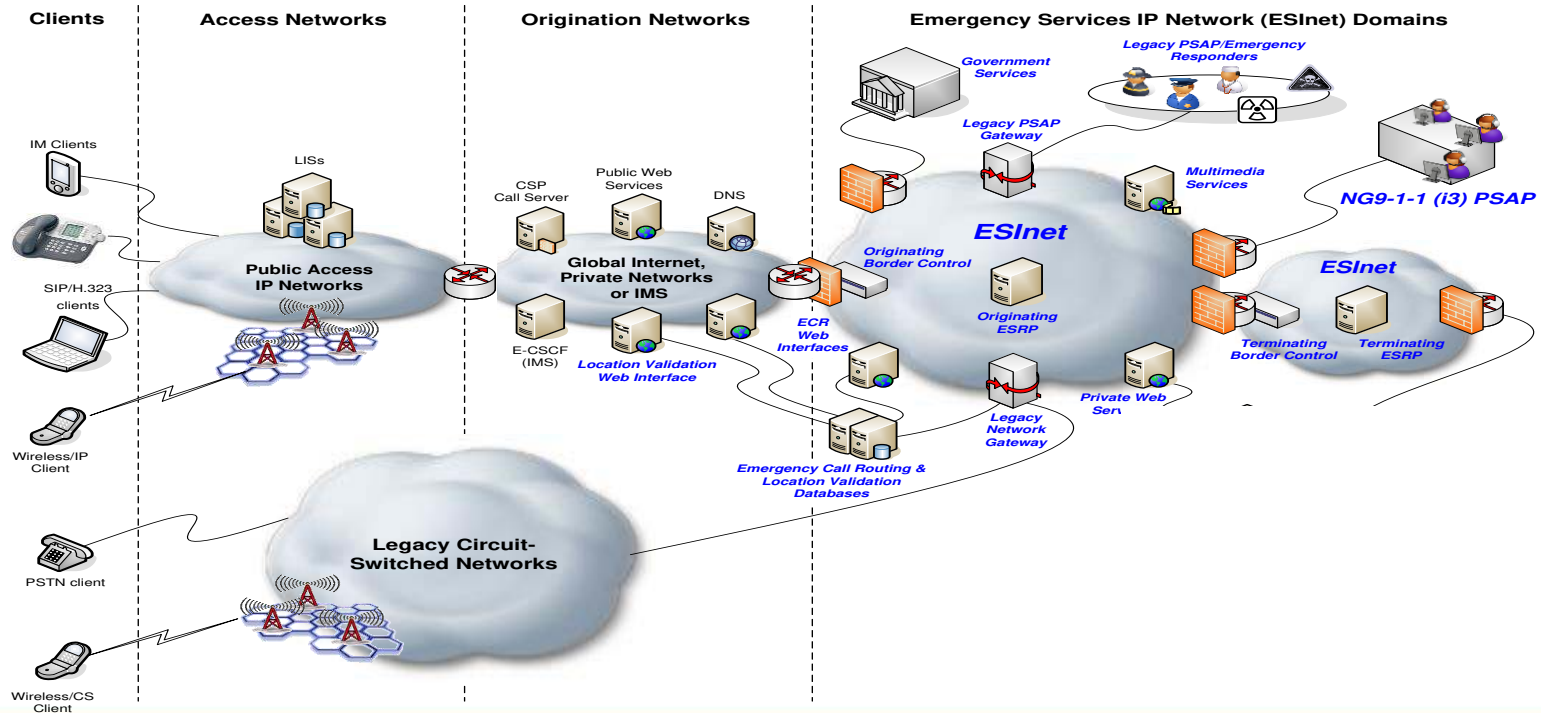 Clients
Access Networks
Origination Networks
Emergency Services IP Network (ESInet) Domains
IM Clients
SIP/H.323
clients
Wireless/IP
Client
PSTN client
Wireless/CS
Client
LISs
Public Access
IP Networks
CSP
Call Server
Public Web
Services
DNS
Global Internet,
Private Networks
or IMS
E-CSCF
(IMS)
Location Validation
Web Interface
Legacy Circuit-
Switched Networks
Government
Services
Legacy PSAP/Emergency
Responders
Legacy PSAP
Gateway
Multimedia
Services
NG9-1-1 (i3) PSAP
ESInet
Originating
Border Control
Originating
ESRP
ECR
Web
Interfaces
Legacy
Network
Gateway
Private Web
Emergency Call Routing &
Location Validation
Databases
ESInet
Terminating
Border Control
Terminating
ESRP